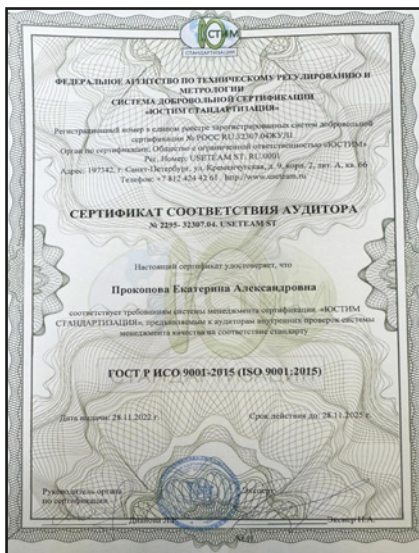 ЮСТИМ
СТАНДАРТИЗАЦИЯ
ФЕДЕРАЛЬНОЕ АГЕНТСТВО ПО ТЕХНИЧЕСКОМУ РЕГУЛИРОВАНИЮ И
МЕТРОЛОГИИ
СИСТЕМА ДОБРОВОЛЬНОЙ СЕРТИФИКАЦИИ
«ЮСТИМ СТАНДАРТИЗАЦИЯ»
Регистрационный номер в едином реестре зарегистрированных систем добровольной
сертификации № РОСС RU.32307.04ЖУЛ1
Орган по сертификации: Общество с ограниченной ответственностью «ЮСТИМ»
Рег. Номер: USETEAM ST. RU.0001
Адрес: 197342, г. Санкт-Петербург, ул. Кременчугская, д. 9, корп. 2, лит. А, кв. 66
Телефон: +7 812 424 42 61, http://www.useteam.ru
СЕРТИФИКАТ СООТВЕТСТВИЯ АУДИТОРА
№ 2295- 32307.04. USETEAM ST
Настоящий сертификат удостоверяет, что
Прокопова Екатерина Александровна
соответствует требованиям системы менеджмента сертификации «ЮСТИМ
СТАНДАРТИЗАЦИЯ», предъявляемым к аудиторам внутренних проверок системы
менеджмента качества на соответствие стандарту
ГОСТ Р ИСО 9001-2015 (ISO 9001:2015)
СТАНДАРТИЗАЦИЯ
Дата выдачи: 28.11.2022 г. Срок действия до: 28.11.2025 г.
Руководитель органа Эксперт
по сертификации
М.П.